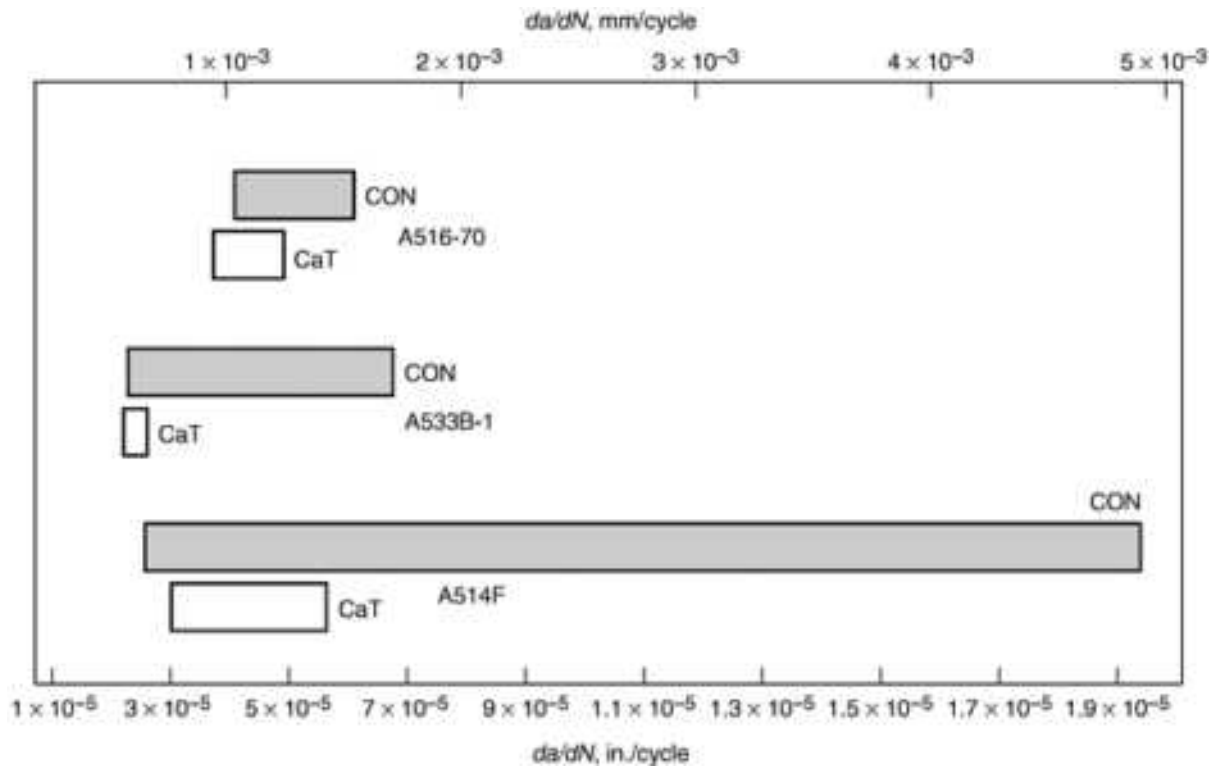 da/dN, mm/cycle
1 × 10⁻³ 2 × 10⁻³ 3 × 10⁻³ 4 × 10⁻³ 5 × 10⁻³
CON
A516-70
CaT
CON
A533B-1
CaT
CON
A514F
CaT
1 × 10⁻⁵ 3 × 10⁻⁵ 5 × 10⁻⁵ 7 × 10⁻⁵ 9 × 10⁻⁵ 1.1 × 10⁻⁵ 1.3 × 10⁻⁵ 1.5 × 10⁻⁵ 1.7 × 10⁻⁵ 1.9 × 10⁻⁵
da/dN, in./cycle